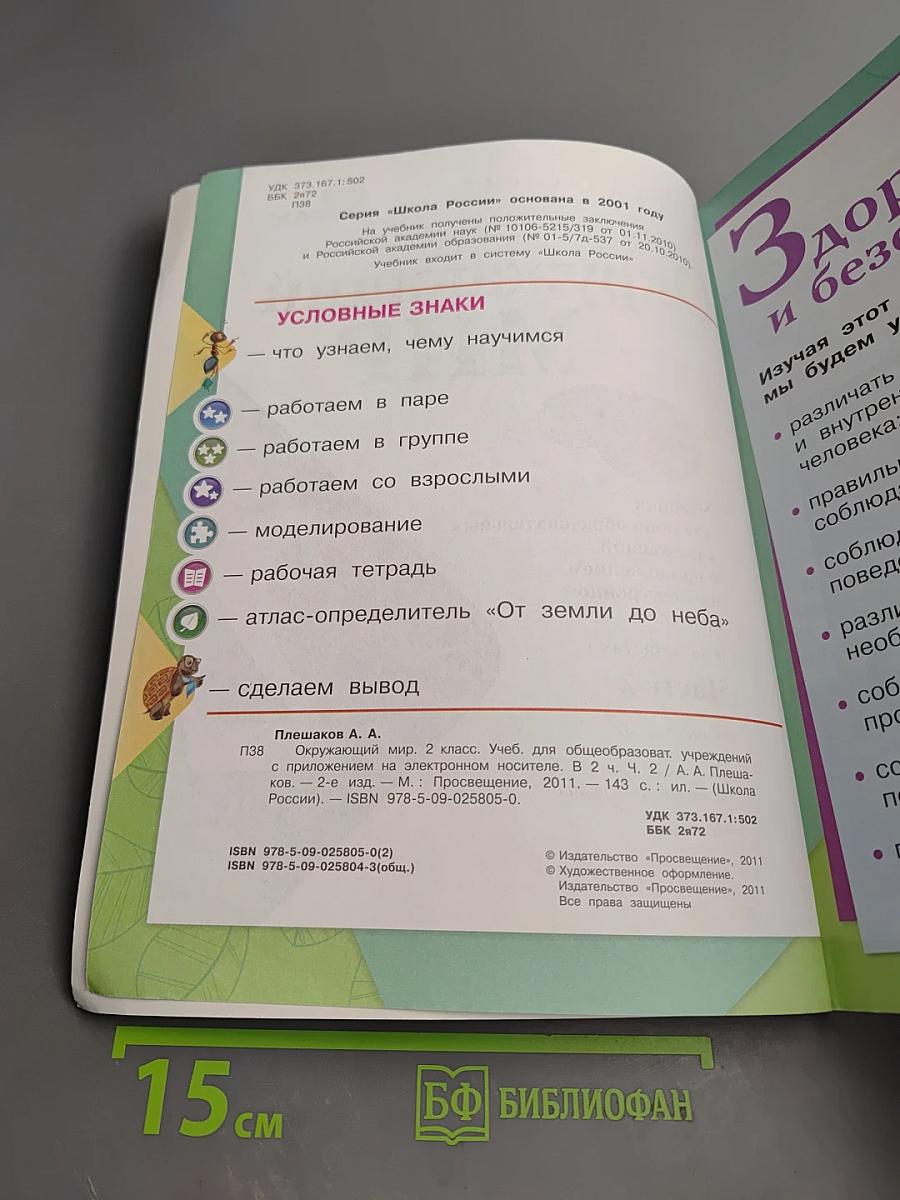 УДК 373.167.1:502
ББК 2я72
П38
Серия «Школа России» основана в 2001 году
На учебник получены положительные заключения
Российской академии наук (№ 10106-5215/319 от 01.11.2010)
и Российской академии образования (№ 01-5/7д-537 от 20.10.2010).
Учебник входит в систему «Школа России»
УСЛОВНЫЕ ЗНАКИ
— что узнаем, чему научимся
— работаем в паре
— работаем в группе
— работаем со взрослыми
— моделирование
— рабочая тетрадь
— атлас-определитель «От земли до неба»
— сделаем вывод
Плешаков А. А.
П38 Окружающий мир. 2 класс. Учеб. для общеобразоват. учреждений
с приложением на электронном носителе. В 2 ч. Ч. 2 / А. А. Плеша-
ков. — 2-е изд. — М. : Просвещение, 2011. — 143 с. : ил. — (Школа
России). — ISBN 978-5-09-025805-0.
УДК 373.167.1:502
ББК 2я72
ISBN 978-5-09-025805-0(2)
ISBN 978-5-09-025804-3(общ.)
© Издательство «Просвещение», 2011
© Художественное оформление.
Издательство «Просвещение», 2011
Все права защищены
Здор
и безо
Изучая этот
мы будем у
• различать
и внутрен
человека;
• правиль
соблюд
• соблюд
повед
• разли
необ
• соб
про
• со
п
•
15 см
БФ БИБЛИОФАН